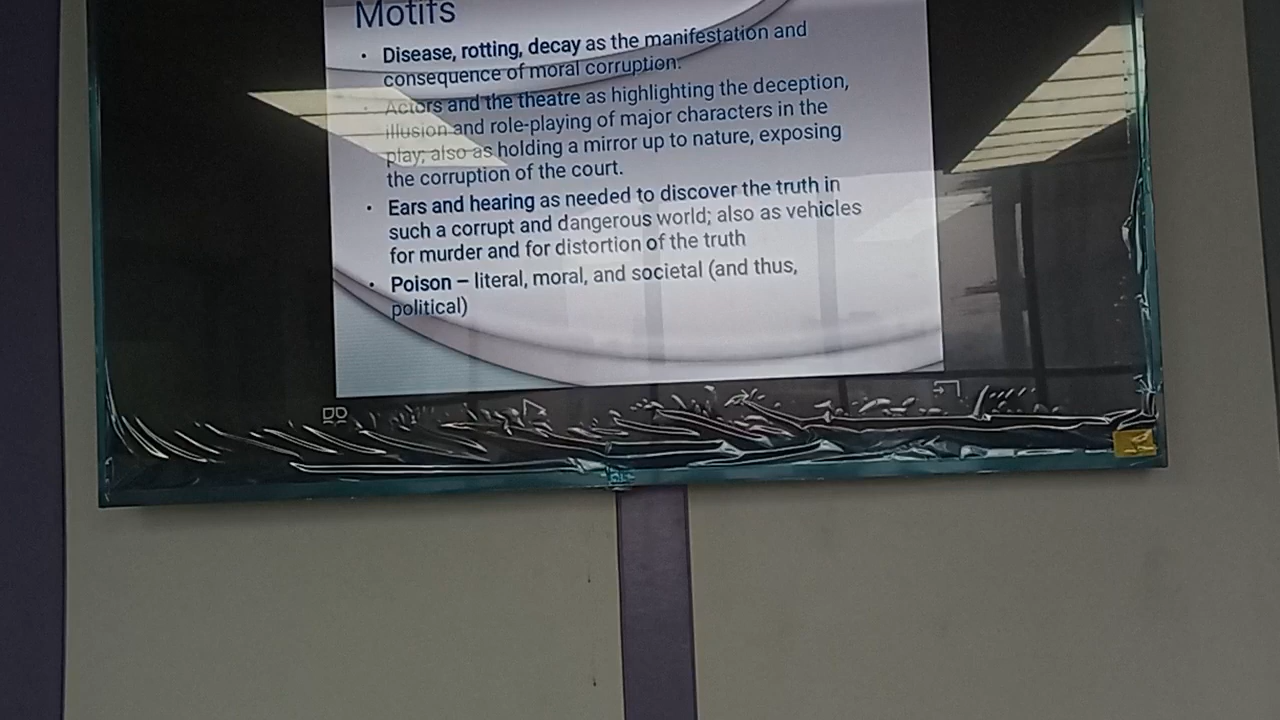 Motifs
• Disease, rotting, decay as the manifestation and
consequence of moral corruption.
• Actors and the theatre as highlighting the deception,
illusion and role-playing of major characters in the
play; also as holding a mirror up to nature, exposing
the corruption of the court.
• Ears and hearing as needed to discover the truth in
such a corrupt and dangerous world; also as vehicles
for murder and for distortion of the truth
• Poison – literal, moral, and societal (and thus,
political)